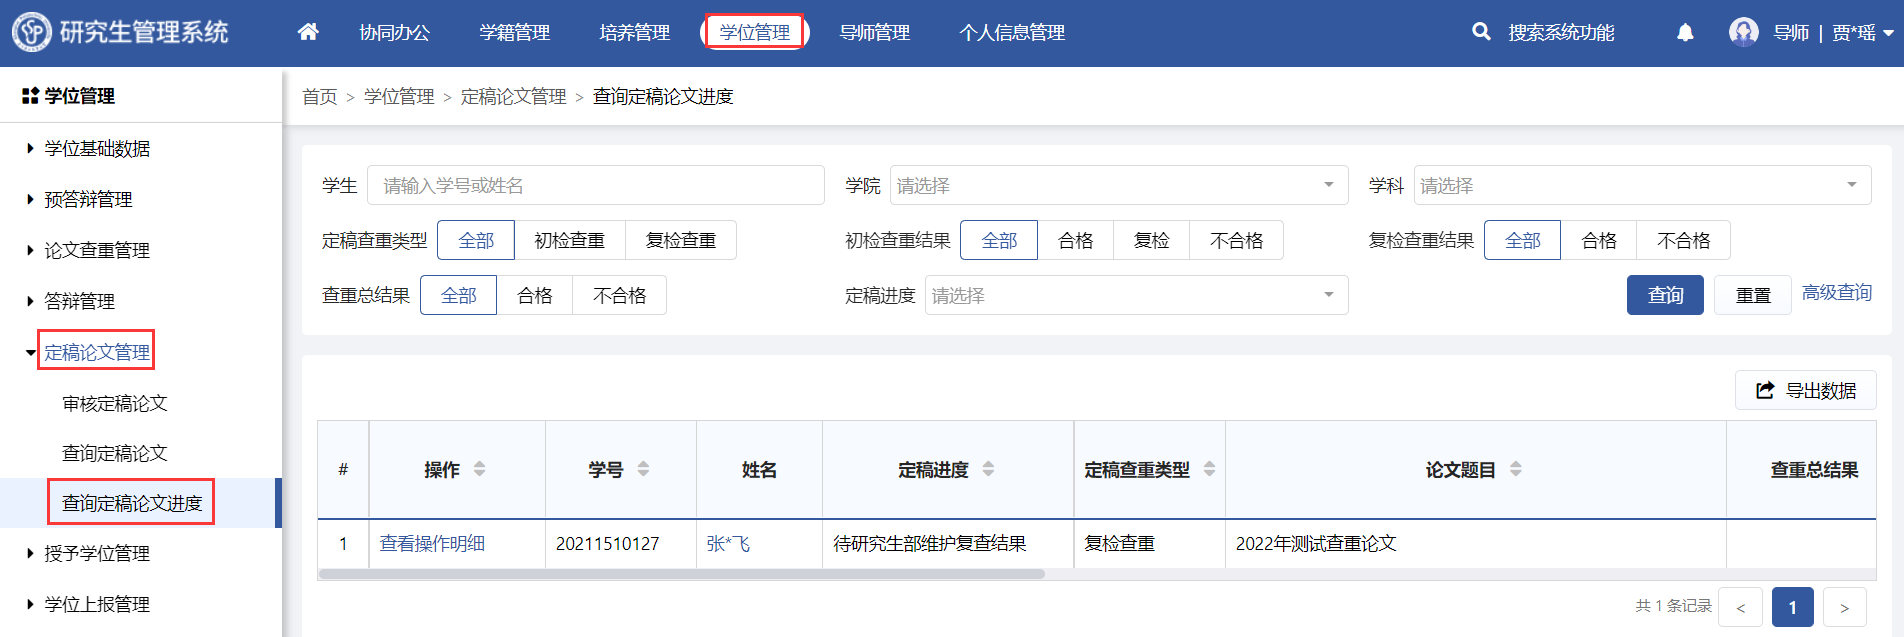 研究生管理系统
协同办公 学籍管理 培养管理 学位管理 导师管理 个人信息管理 搜索系统功能 导师 | 贾*瑶
学位管理
首页 > 学位管理 > 定稿论文管理 > 查询定稿论文进度
学位基础数据
预答辩管理
论文查重管理
答辩管理
定稿论文管理
审核定稿论文
查询定稿论文
查询定稿论文进度
授予学位管理
学位上报管理
学生 请输入学号或姓名 学院 请选择 学科 请选择
定稿查重类型 全部 初检查重 复检查重 初检查重结果 全部 合格 复检 不合格 复检查重结果 全部 合格 不合格
查重总结果 全部 合格 不合格 定稿进度 请选择 查询 重置 高级查询
导出数据
# 操作 学号 姓名 定稿进度 定稿查重类型 论文题目 查重总结果
1 查看操作明细 20211510127 张*飞 待研究生部维护复查结果 复检查重 2022年测试查重论文
共 1 条记录 < 1 >